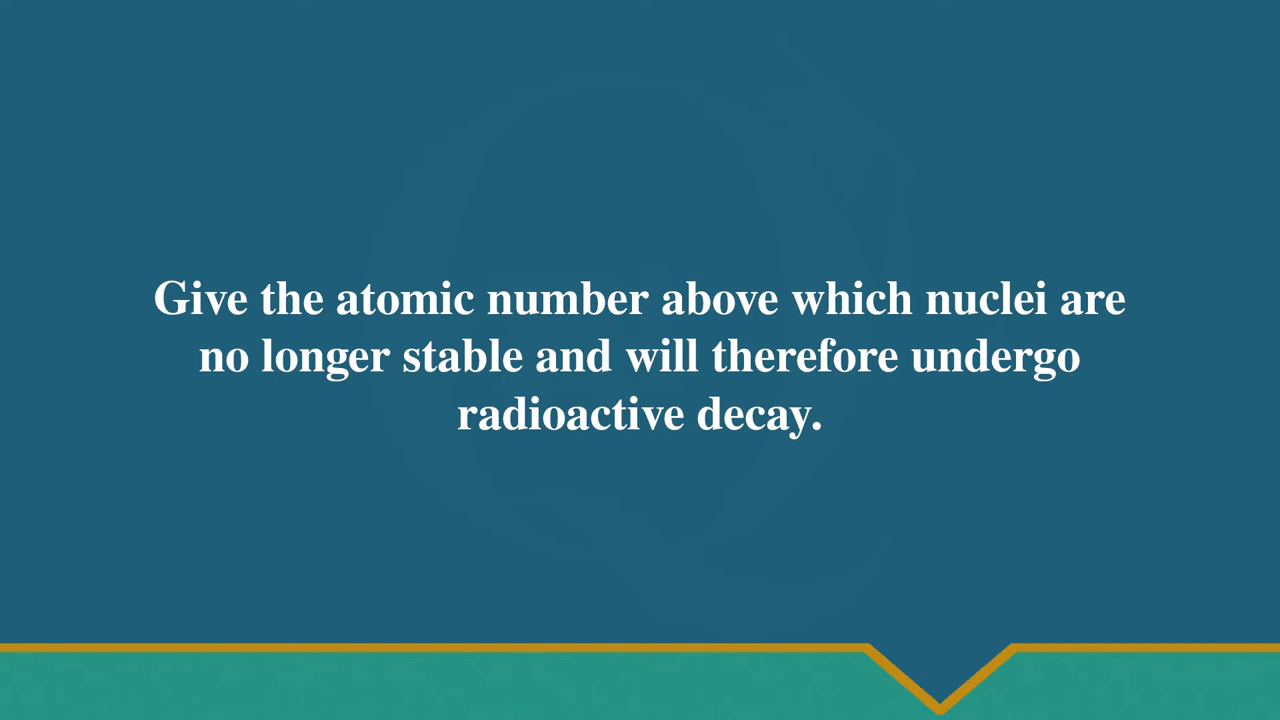 Give the atomic number above which nuclei are
no longer stable and will therefore undergo
radioactive decay.